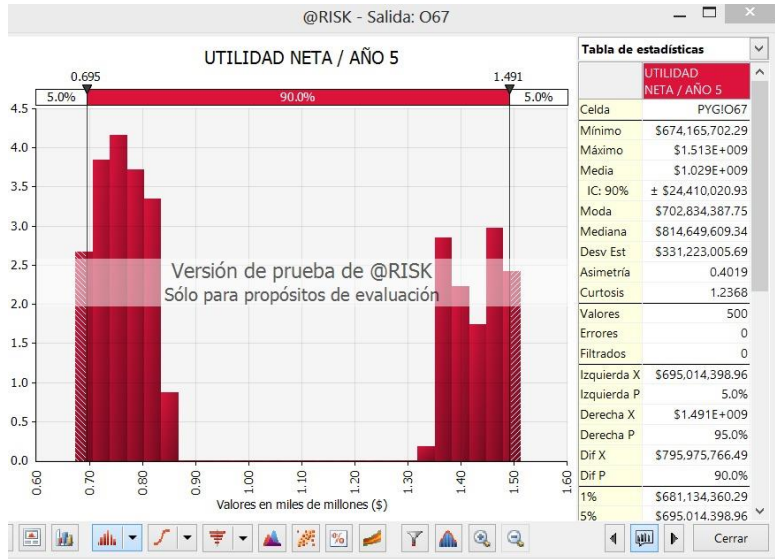 @RISK - Salida: O67
UTILIDAD NETA / AÑO 5
0.695 1.491
5.0% 90.0% 5.0%
4.5
4.0
3.5
3.0
2.5
2.0
1.5
1.0
0.5
0.0
Versión de prueba de @RISK
Sólo para propósitos de evaluación
0.60 0.70 0.80 0.90 1.00 1.10 1.20 1.30 1.40 1.50 1.60
Valores en miles de millones ($)
Tabla de estadísticas
UTILIDAD
NETA / AÑO 5
Celda PYG!O67
Mínimo $674,165,702.29
Máximo $1.513E+009
Media $1.029E+009
IC: 90% ± $24,410,020.93
Moda $702,834,387.75
Mediana $814,649,609.34
Desv Est $331,223,005.69
Asimetría 0.4019
Curtosis 1.2368
Valores 500
Errores 0
Filtrados 0
Izquierda X $695,014,398.96
Izquierda P 5.0%
Derecha X $1.491E+009
Derecha P 95.0%
Dif X $795,975,766.49
Dif P 90.0%
1% $681,134,360.29
5% $695,014,398.96
Cerrar